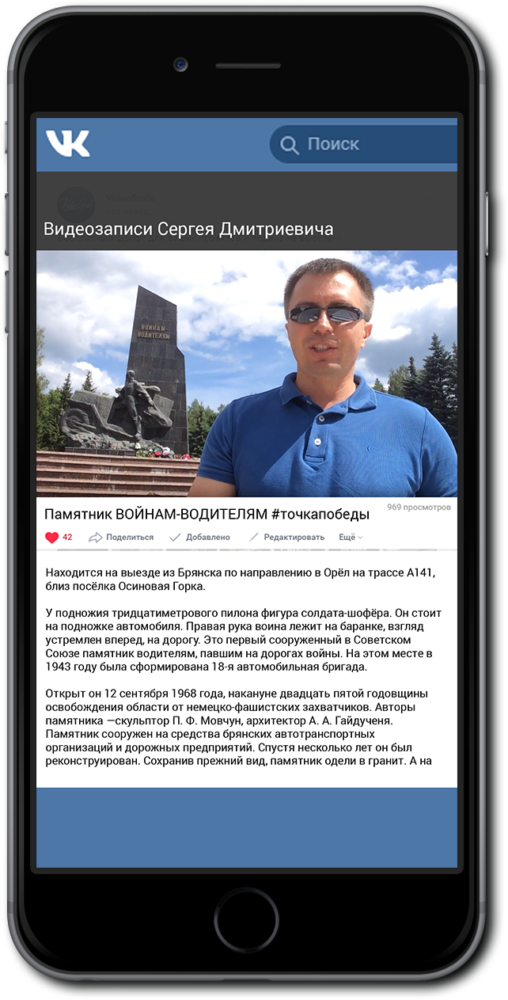 VK
Поиск
VideoSmile
Видеозаписи Сергея Дмитриевича
ВОИНАМ-
ВОДИТЕЛЯМ
Памятник ВОЙНАМ-ВОДИТЕЛЯМ #точкапобеды
969 просмотров
42 Поделиться Добавлено Редактировать Ещё
Находится на выезде из Брянска по направлению в Орёл на трассе А141,
близ посёлка Осиновая Горка.
У подножия тридцатиметрового пилона фигура солдата-шофёра. Он стоит
на подножке автомобиля. Правая рука воина лежит на баранке, взгляд
устремлен вперед, на дорогу. Это первый сооруженный в Советском
Союзе памятник водителям, павшим на дорогах войны. На этом месте в
1943 году была сформирована 18-я автомобильная бригада.
Открыт он 12 сентября 1968 года, накануне двадцать пятой годовщины
освобождения области от немецко-фашистских захватчиков. Авторы
памятника —скульптор П. Ф. Мовчун, архитектор А. А. Гайдученя.
Памятник сооружен на средства брянских автотранспортных
организаций и дорожных предприятий. Спустя несколько лет он был
реконструирован. Сохранив прежний вид, памятник одели в гранит. А на